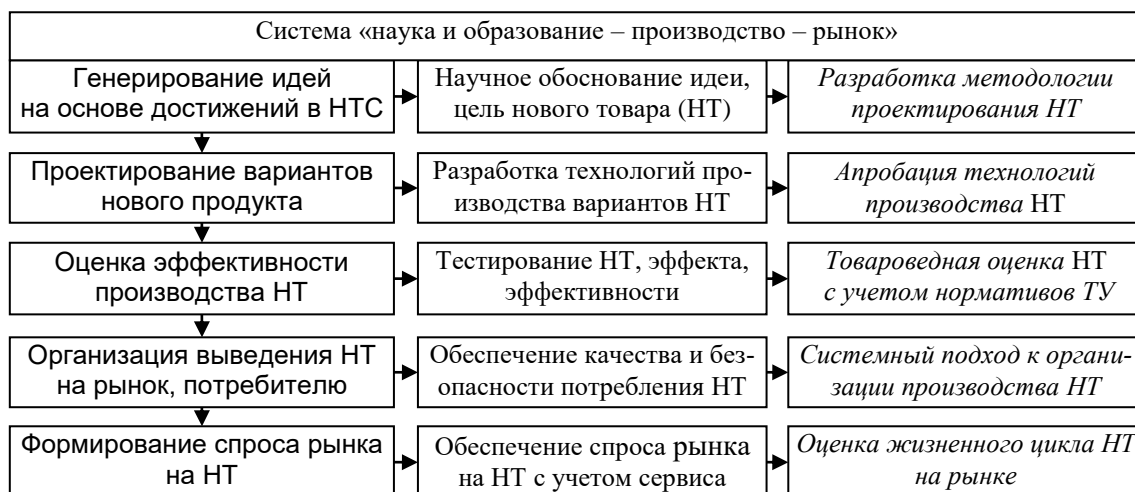 Система «наука и образование – производство – рынок»
Генерирование идей
на основе достижений в НТС
Научное обоснование идеи,
цель нового товара (НТ)
Разработка методологии
проектирования НТ
Проектирование вариантов
нового продукта
Разработка технологий про-
изводства вариантов НТ
Апробация технологий
производства НТ
Оценка эффективности
производства НТ
Тестирование НТ, эффекта,
эффективности
Товароведная оценка НТ
с учетом нормативов ТУ
Организация выведения НТ
на рынок, потребителю
Обеспечение качества и без-
опасности потребления НТ
Системный подход к органи-
зации производства НТ
Формирование спроса рынка
на НТ
Обеспечение спроса рынка
на НТ с учетом сервиса
Оценка жизненного цикла НТ
на рынке